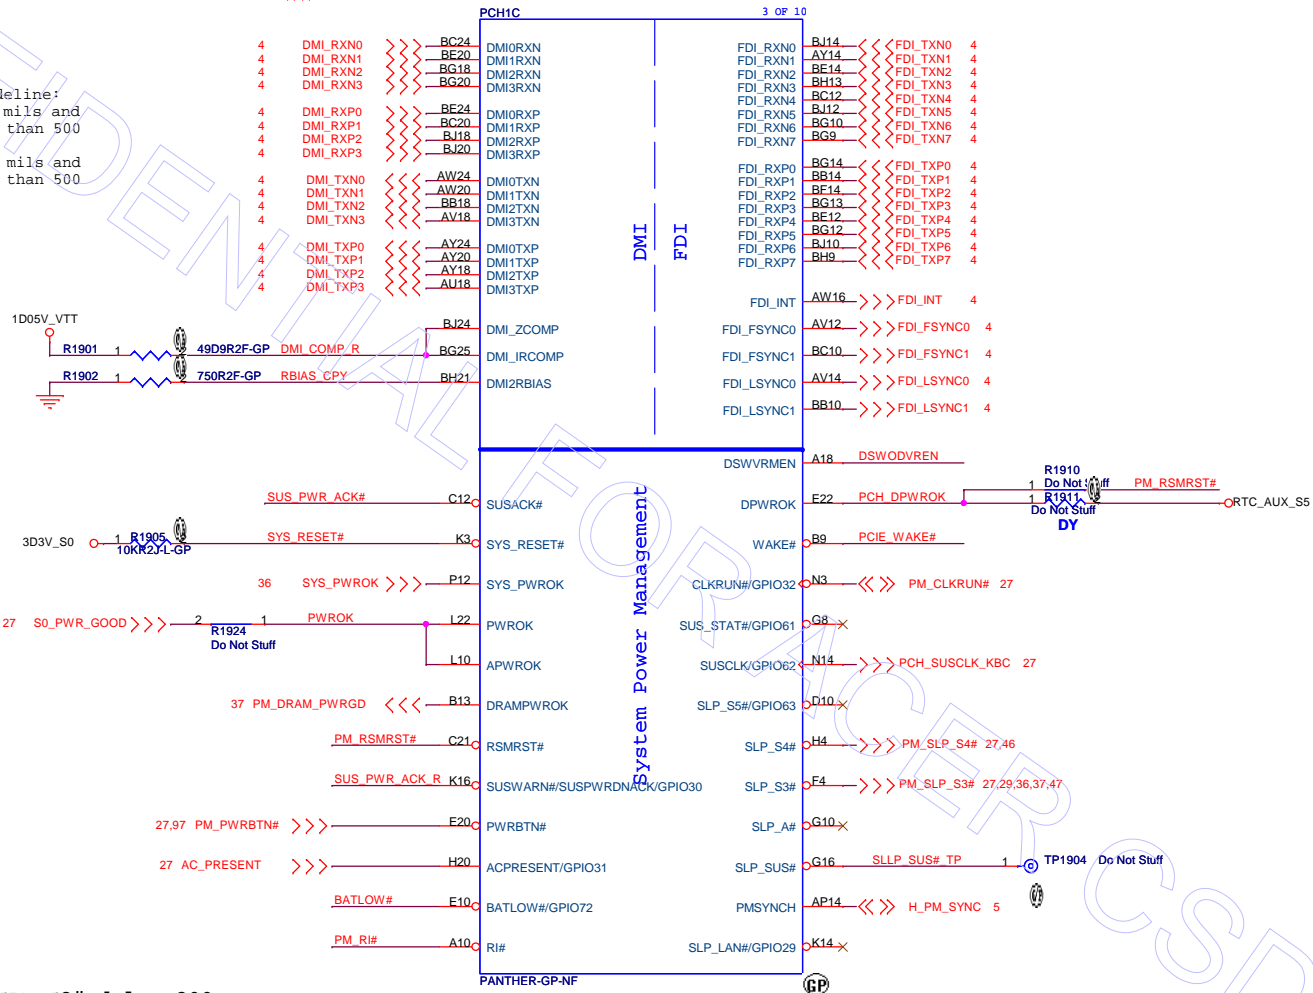 PCH1C
3 OF 10
4 DMI_RXN0 BC24 DMI0RXN
4 DMI_RXN1 BE20 DMI1RXN
4 DMI_RXN2 BG18 DMI2RXN
4 DMI_RXN3 BG20 DMI3RXN
4 DMI_RXP0 BE24 DMI0RXP
4 DMI_RXP1 BC20 DMI1RXP
4 DMI_RXP2 BJ18 DMI2RXP
4 DMI_RXP3 BJ20 DMI3RXP
4 DMI_TXN0 AW24 DMI0TXN
4 DMI_TXN1 AW20 DMI1TXN
4 DMI_TXN2 BB18 DMI2TXN
4 DMI_TXN3 AV18 DMI3TXN
4 DMI_TXP0 AY24 DMI0TXP
4 DMI_TXP1 AY20 DMI1TXP
4 DMI_TXP2 AY18 DMI2TXP
4 DMI_TXP3 AU18 DMI3TXP
deline:
mils and
than 500
mils and
than 500
1D05V_VTT
BJ24 DMI_ZCOMP
R1901 1 2 49D9R2F-GP DMI_COMP_R BG25 DMI_IRCOMP
R1902 1 2 750R2F-GP RBIAS_CPY BH21 DMI2RBIAS
DMI
FDI
FDI_RXN0 BJ14 FDI_TXN0 4
FDI_RXN1 AY14 FDI_TXN1 4
FDI_RXN2 BE14 FDI_TXN2 4
FDI_RXN3 BH13 FDI_TXN3 4
FDI_RXN4 BC12 FDI_TXN4 4
FDI_RXN5 BJ12 FDI_TXN5 4
FDI_RXN6 BG10 FDI_TXN6 4
FDI_RXN7 BG9 FDI_TXN7 4
FDI_RXP0 BG14 FDI_TXP0 4
FDI_RXP1 BB14 FDI_TXP1 4
FDI_RXP2 BF14 FDI_TXP2 4
FDI_RXP3 BG13 FDI_TXP3 4
FDI_RXP4 BE12 FDI_TXP4 4
FDI_RXP5 BG12 FDI_TXP5 4
FDI_RXP6 BJ10 FDI_TXP6 4
FDI_RXP7 BH9 FDI_TXP7 4
FDI_INT AW16 FDI_INT 4
FDI_FSYNC0 AV12 FDI_FSYNC0 4
FDI_FSYNC1 BC10 FDI_FSYNC1 4
FDI_LSYNC0 AV14 FDI_LSYNC0 4
FDI_LSYNC1 BB10 FDI_LSYNC1 4
System Power Management
SUS_PWR_ACK# C12 SUSACK#
3D3V_S0 1 R1905 2 SYS_RESET# K3 SYS_RESET#
10KR2J-L-GP
36 SYS_PWROK P12 SYS_PWROK
27 S0_PWR_GOOD 2 1 PWROK L22 PWROK
R1924
Do Not Stuff
L10 APWROK
37 PM_DRAM_PWRGD B13 DRAMPWROK
PM_RSMRST# C21 RSMRST#
SUS_PWR_ACK_R K16 SUSWARN#/SUSPWRDNACK/GPIO30
27,97 PM_PWRBTN# E20 PWRBTN#
27 AC_PRESENT H20 ACPRESENT/GPIO31
BATLOW# E10 BATLOW#/GPIO72
PM_RI# A10 RI#
DSWVRMEN A18 DSWODVREN
DPWROK E22 PCH_DPWROK
R1910
Do Not Stuff
1 PM_RSMRST#
R1911
1 RTC_AUX_S5
Do Not Stuff
DY
WAKE# B9 PCIE_WAKE#
CLKRUN#/GPIO32 N3 PM_CLKRUN# 27
SUS_STAT#/GPIO61 G8
SUSCLK/GPIO62 N14 PCH_SUSCLK_KBC 27
SLP_S5#/GPIO63 D10
SLP_S4# H4 PM_SLP_S4# 27,46
SLP_S3# F4 PM_SLP_S3# 27,29,36,37,47
SLP_A# G10
SLP_SUS# G16 SLLP_SUS#_TP 1 TP1904 Do Not Stuff
PMSYNCH AP14 H_PM_SYNC 5
SLP_LAN#/GPIO29 K14
PANTHER-GP-NF
GP
FIDENTIAL FOR ACER CSD